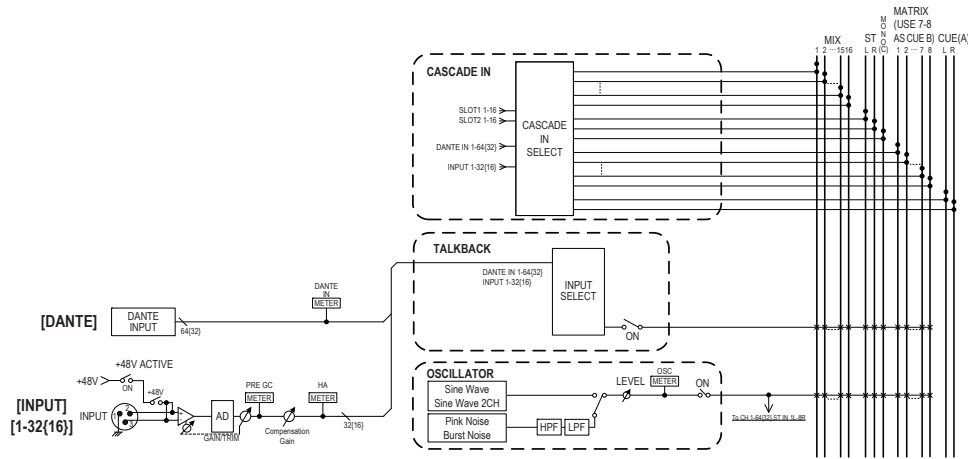 MATRIX
(USE 7-8
AS CUE B)
CUE(A)
MIX
ST
MONO
(C)
1 2 ··· 15 16
L R
1 2 ··· 7 8
L R
CASCADE IN
SLOT1 1-16
SLOT2 1-16
DANTE IN 1-64{32}
INPUT 1-32{16}
CASCADE
IN
SELECT
TALKBACK
DANTE IN 1-64{32}
INPUT 1-32{16}
INPUT
SELECT
ON
DANTE
IN
METER
[DANTE]
DANTE
INPUT
64{32}
+48V ACTIVE
+48V
ON
+48V
[INPUT]
[1-32{16}]
INPUT
1
2
3
AD
GAIN/TRIM
PRE GC
METER
Compensation
Gain
HA
METER
32{16}
OSCILLATOR
Sine Wave
Sine Wave 2CH
Pink Noise
Burst Noise
HPF
LPF
LEVEL
OSC
METER
ON
To CH 1-64{32},ST IN 1L-8R